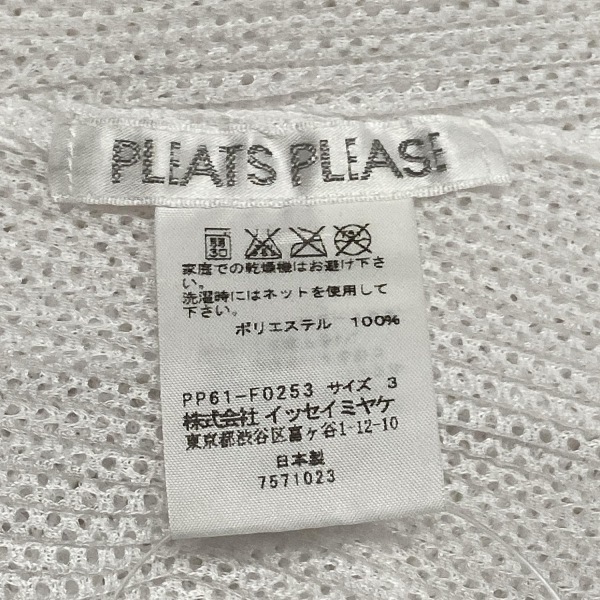 PLEATS PLEASE
家庭での乾燥機はお避け下さ
い。
洗濯時にはネットを使用して
下さい。
ポリエステル 100%
PP61-F0253 サイズ 3
株式会社 イッセイミヤケ
東京都渋谷区富ヶ谷1-12-10
日本製
7571023